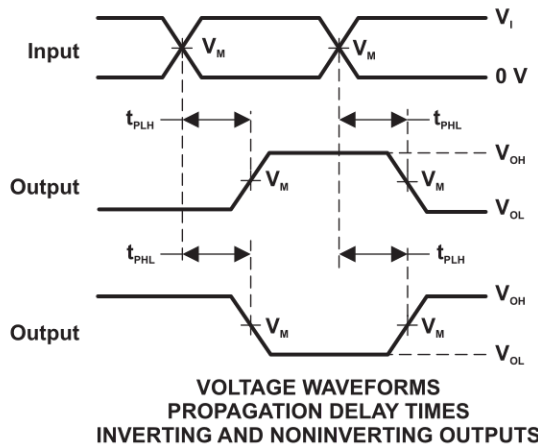 V_I
Input
V_M
V_M
0 V
t_PLH
t_PHL
V_OH
Output
V_M
V_M
V_OL
t_PHL
t_PLH
V_OH
Output
V_M
V_M
V_OL
VOLTAGE WAVEFORMS
PROPAGATION DELAY TIMES
INVERTING AND NONINVERTING OUTPUTS